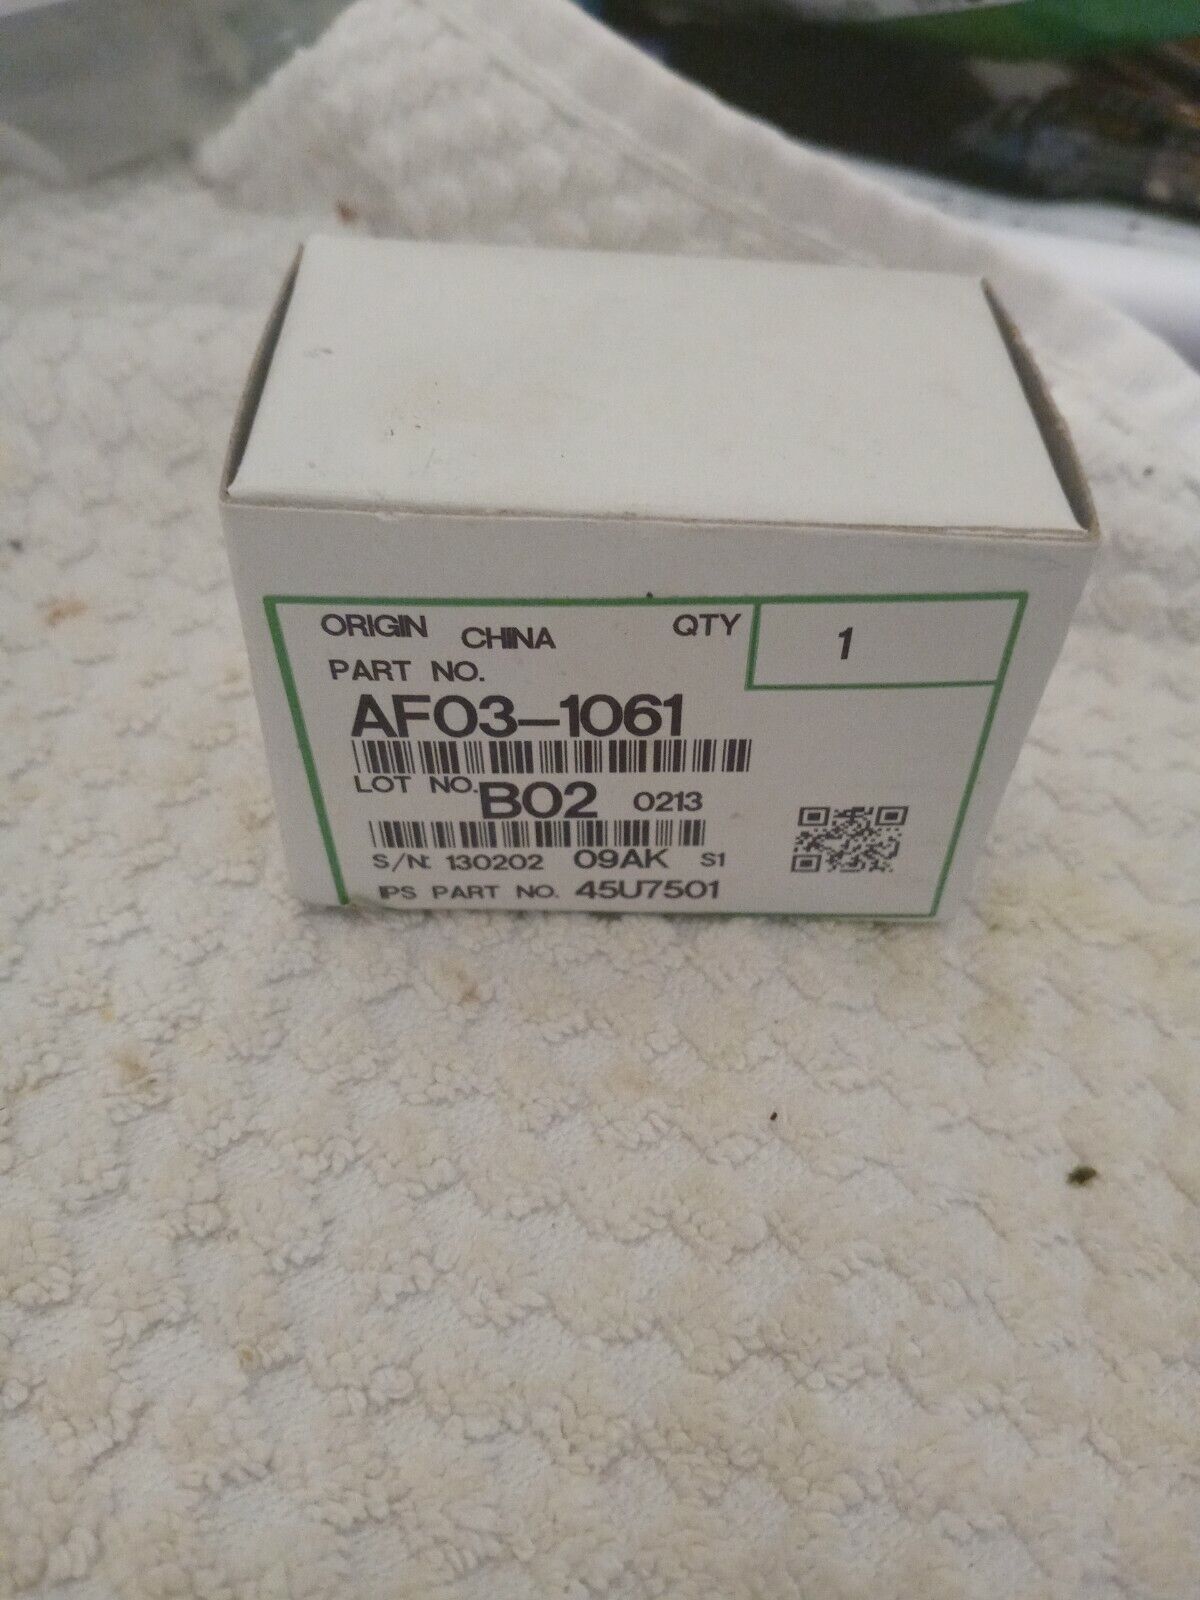 ORIGIN CHINA QTY 1
PART NO.
AF03-1061
LOT NO. B02 0213
S/N: 130202 09AK S1
IPS PART NO. 45U7501